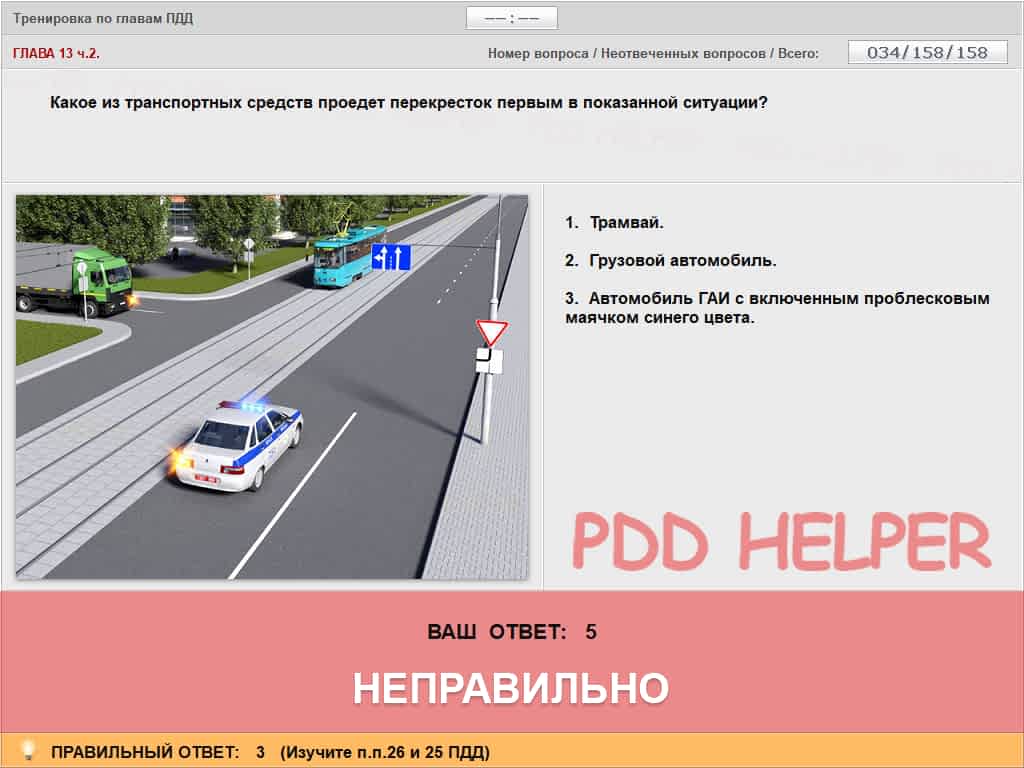 Тренировка по главам ПДД
—— : ——
ГЛАВА 13 ч.2.
Номер вопроса / Неотвеченных вопросов / Всего:
034/158/158
Какое из транспортных средств проедет перекресток первым в показанной ситуации?
1. Трамвай.
2. Грузовой автомобиль.
3. Автомобиль ГАИ с включенным проблесковым
маячком синего цвета.
PDD HELPER
ВАШ ОТВЕТ: 5
НЕПРАВИЛЬНО
ПРАВИЛЬНЫЙ ОТВЕТ: 3 (Изучите п.п.26 и 25 ПДД)